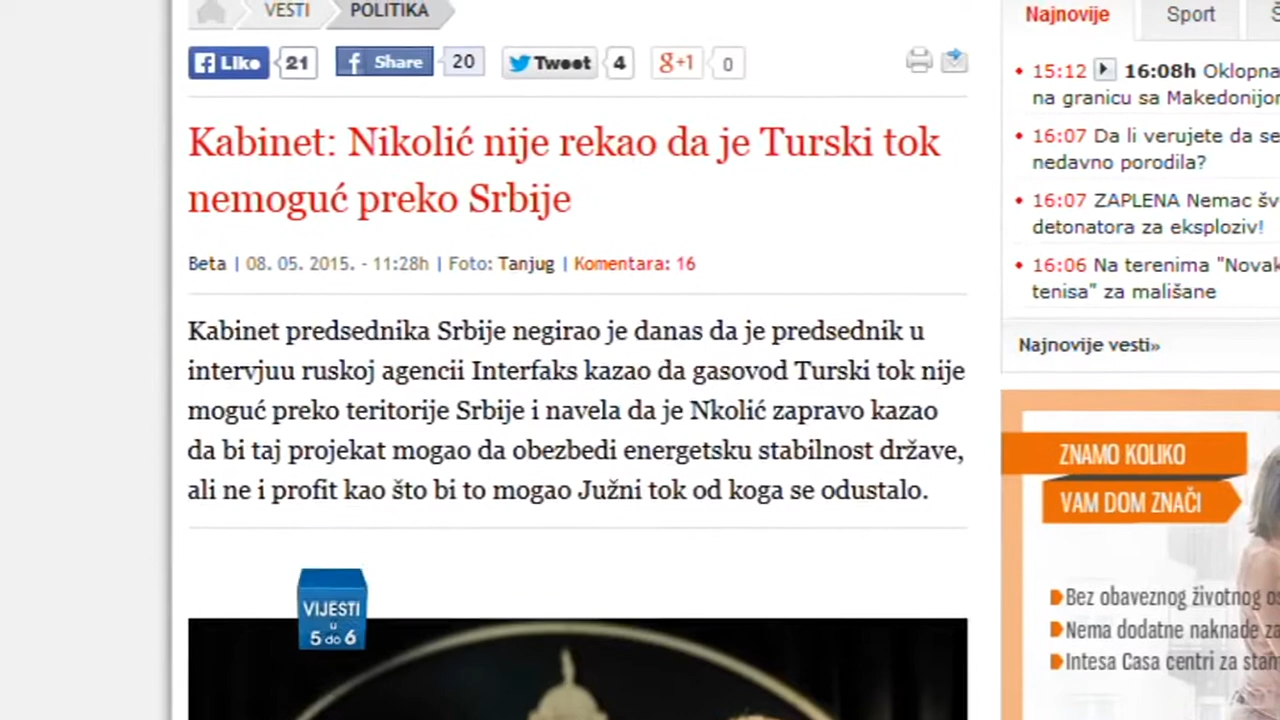 VESTI
POLITIKA
Like 21
Share 20
Tweet 4
g+1 0
Kabinet: Nikolić nije rekao da je Turski tok
nemoguć preko Srbije
Beta | 08. 05. 2015. - 11:28h | Foto: Tanjug | Komentara: 16
Kabinet predsednika Srbije negirao je danas da je predsednik u
intervjuu ruskoj agencii Interfaks kazao da gasovod Turski tok nije
moguć preko teritorije Srbije i navela da je Nkolić zapravo kazao
da bi taj projekat mogao da obezbedi energetsku stabilnost države,
ali ne i profit kao što bi to mogao Južni tok od koga se odustalo.
VIJESTI
u
5 do 6
Najnovije
Sport
15:12 16:08h Oklopna
na granicu sa Makedonijom
16:07 Da li verujete da se
nedavno porodila?
16:07 ZAPLENA Nemac šv
detonatora za eksploziv!
16:06 Na terenima "Novak
tenisa" za mališane
Najnovije vesti»
ZNAMO KOLIKO
VAM DOM ZNAČI
Bez obaveznog životnog os
Nema dodatne naknade za
Intesa Casa centri za stam